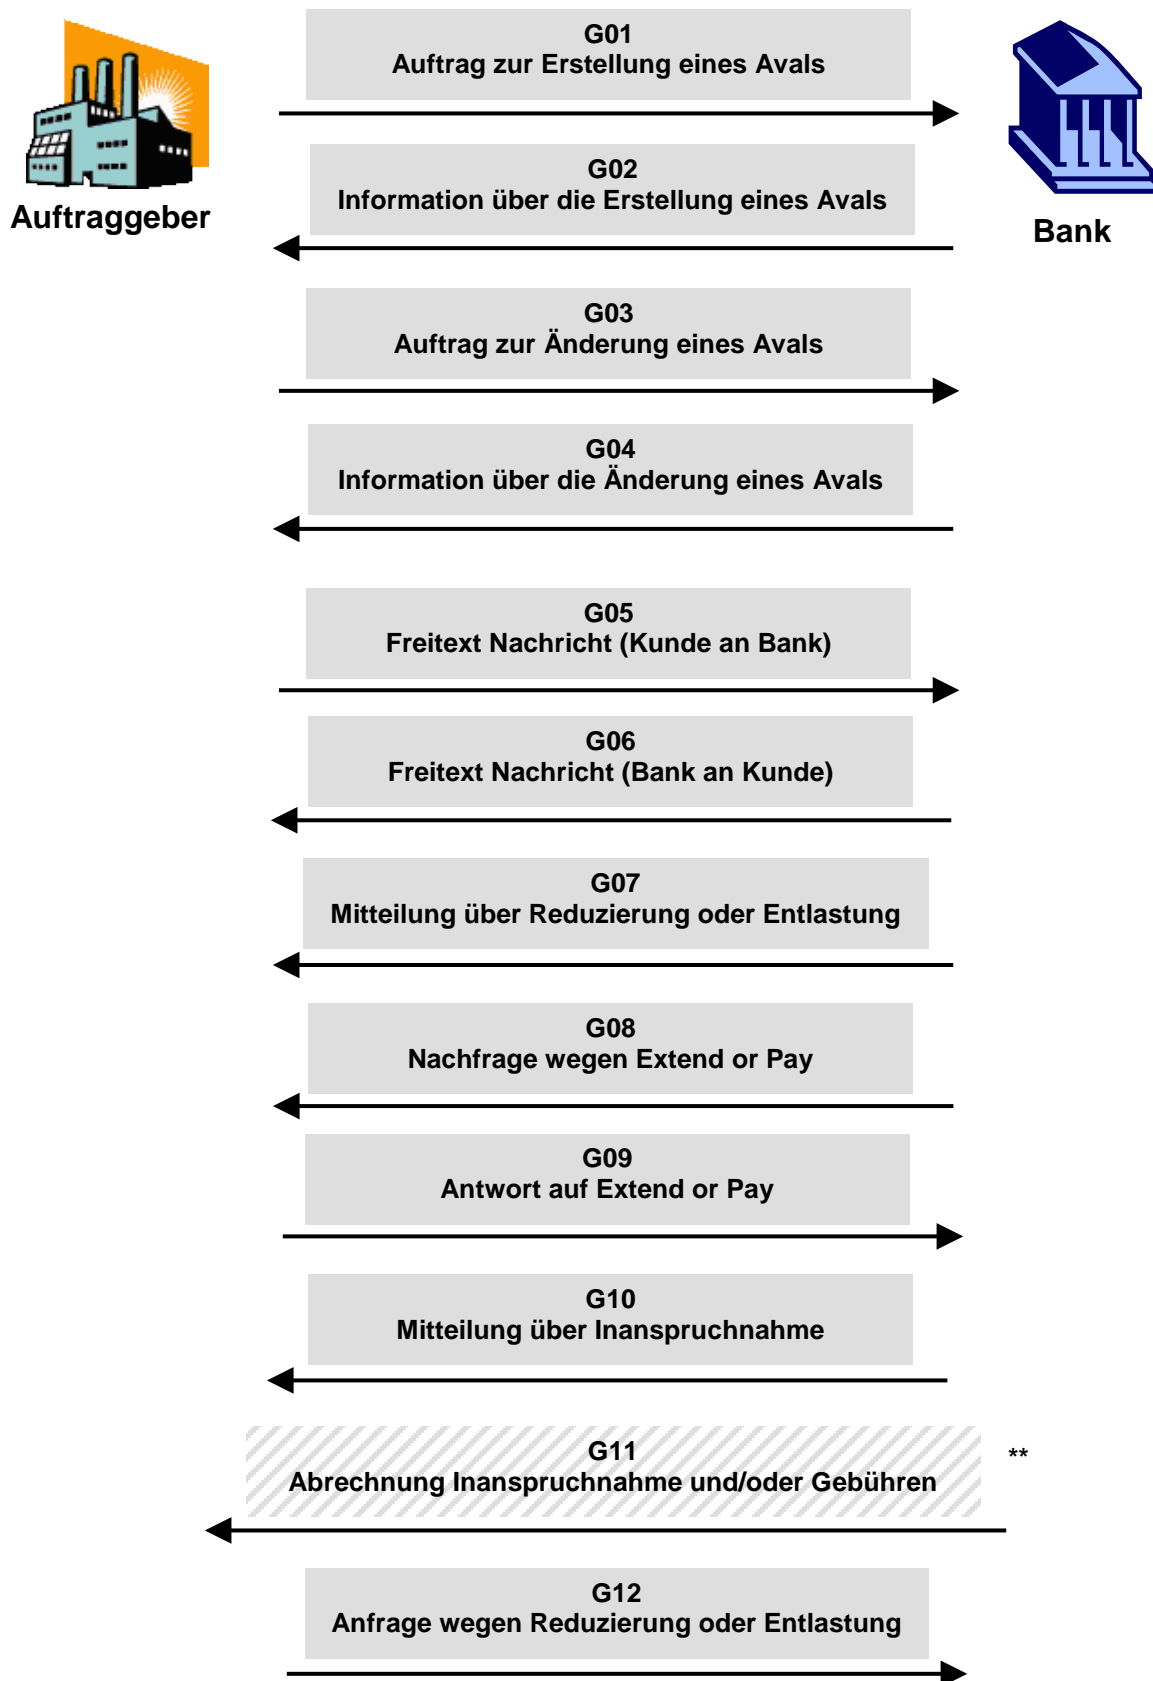 G01
Auftrag zur Erstellung eines Avals
G02
Information über die Erstellung eines Avals
Auftraggeber
Bank
G03
Auftrag zur Änderung eines Avals
G04
Information über die Änderung eines Avals
G05
Freitext Nachricht (Kunde an Bank)
G06
Freitext Nachricht (Bank an Kunde)
G07
Mitteilung über Reduzierung oder Entlastung
G08
Nachfrage wegen Extend or Pay
G09
Antwort auf Extend or Pay
G10
Mitteilung über Inanspruchnahme
G11
**
Abrechnung Inanspruchnahme und/oder Gebühren
G12
Anfrage wegen Reduzierung oder Entlastung